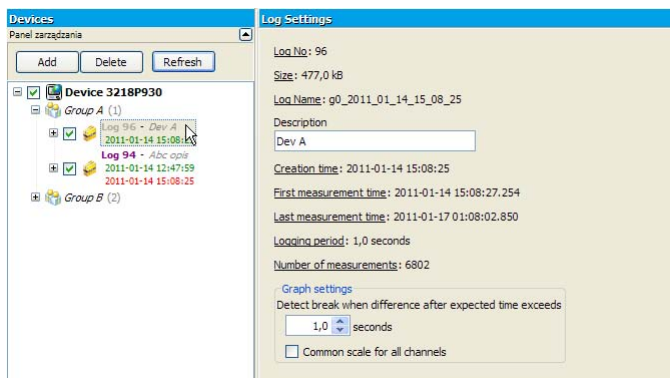 Devices
Panel zarządzania
Add Delete Refresh
Device 3218P930
Group A (1)
Log 96 - Dev A
2011-01-14 15:08:
Log 94 - Abc opis
2011-01-14 12:47:59
2011-01-14 15:08:25
Group B (2)
Log Settings
Log No: 96
Size: 477,0 kB
Log Name: g0_2011_01_14_15_08_25
Description
Dev A
Creation time: 2011-01-14 15:08:25
First measurement time: 2011-01-14 15:08:27.254
Last measurement time: 2011-01-17 01:08:02.850
Logging period: 1,0 seconds
Number of measurements: 6802
Graph settings
Detect break when difference after expected time exceeds
1,0 seconds
Common scale for all channels